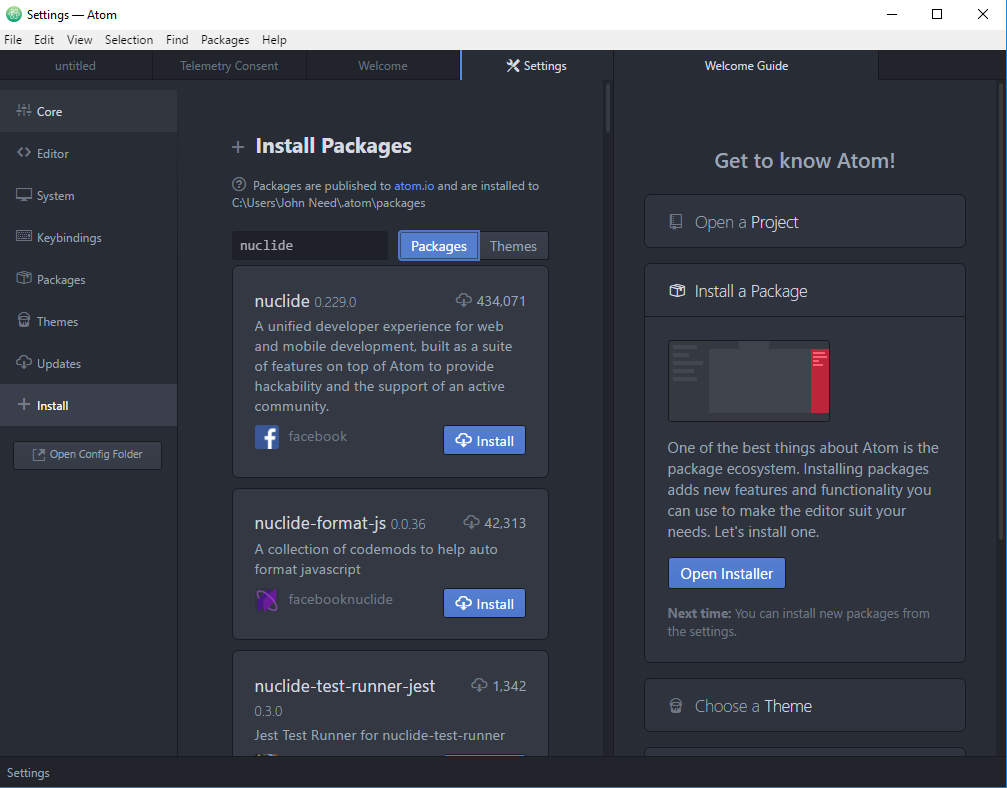 Settings — Atom
File Edit View Selection Find Packages Help
untitled
Telemetry Consent
Welcome
Settings
Welcome Guide
Core
Editor
System
Keybindings
Packages
Themes
Updates
Install
Open Config Folder
Install Packages
Packages are published to atom.io and are installed to
C:\Users\John Need\.atom\packages
nuclide
Packages
Themes
nuclide 0.229.0
434,071
A unified developer experience for web
and mobile development, built as a suite
of features on top of Atom to provide
hackability and the support of an active
community.
facebook
Install
nuclide-format-js 0.0.36
42,313
A collection of codemods to help auto
format javascript
facebooknuclide
Install
nuclide-test-runner-jest
1,342
0.3.0
Jest Test Runner for nuclide-test-runner
Get to know Atom!
Open a Project
Install a Package
One of the best things about Atom is the
package ecosystem. Installing packages
adds new features and functionality you
can use to make the editor suit your
needs. Let's install one.
Open Installer
Next time: You can install new packages from
the settings.
Choose a Theme
Settings